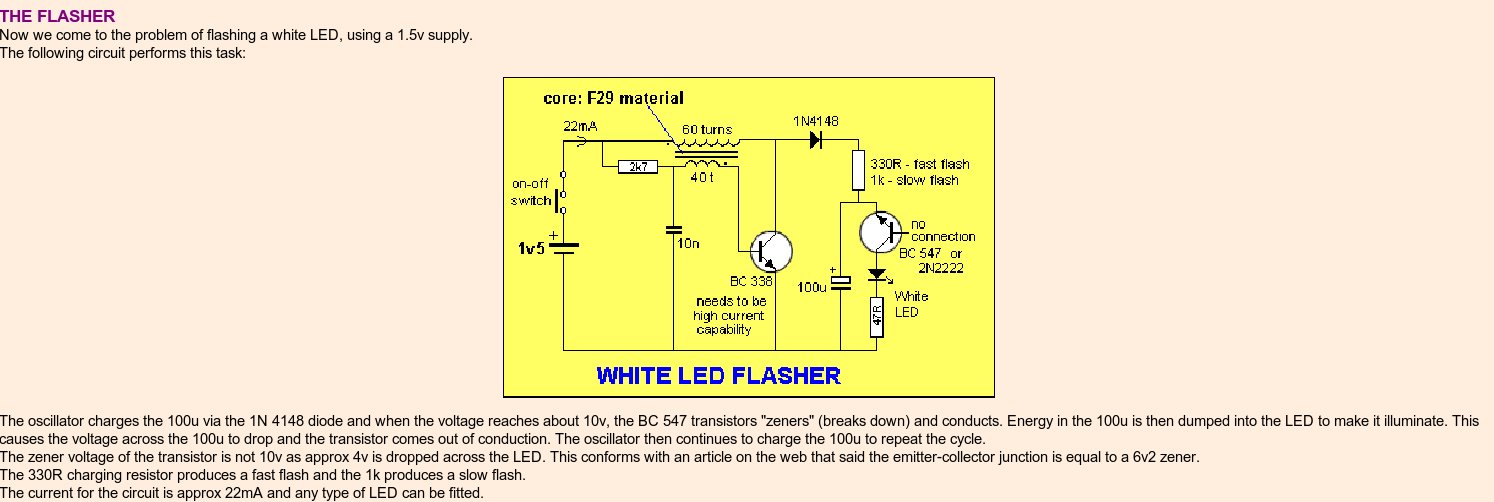 THE FLASHER
Now we come to the problem of flashing a white LED, using a 1.5v supply.
The following circuit performs this task:
core: F29 material
22mA
60 turns
1N4148
2k7
40t
330R - fast flash
1k - slow flash
on-off
switch
+
1v5
10n
BC 338
needs to be
high current
capability
+
100u
no
connection
BC 547 or
2N2222
White
LED
47R
WHITE LED FLASHER
The oscillator charges the 100u via the 1N 4148 diode and when the voltage reaches about 10v, the BC 547 transistors "zeners" (breaks down) and conducts. Energy in the 100u is then dumped into the LED to make it illuminate. This
causes the voltage across the 100u to drop and the transistor comes out of conduction. The oscillator then continues to charge the 100u to repeat the cycle.
The zener voltage of the transistor is not 10v as approx 4v is dropped across the LED. This conforms with an article on the web that said the emitter-collector junction is equal to a 6v2 zener.
The 330R charging resistor produces a fast flash and the 1k produces a slow flash.
The current for the circuit is approx 22mA and any type of LED can be fitted.